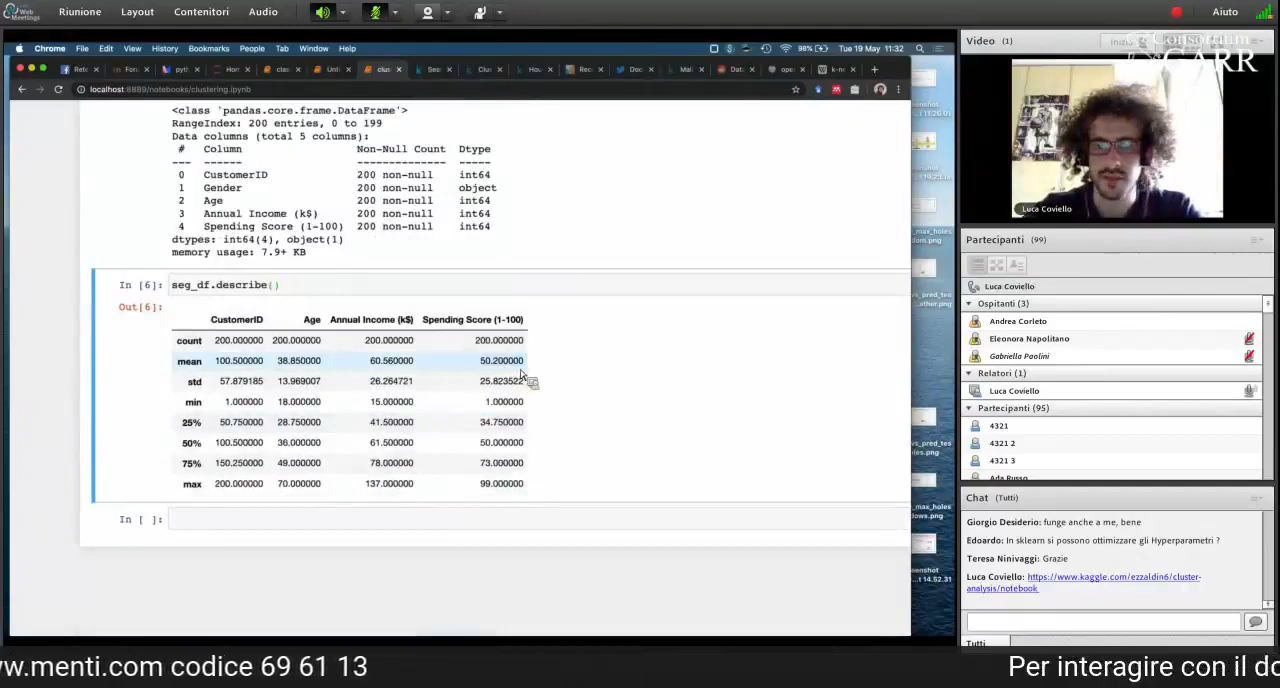 Web Meetings
Riunione Layout Contenitori Audio Aiuto
Chrome File Edit View History Bookmarks People Tab Window Help 98% Tue 19 May 11:32
localhost:8889/notebooks/clustering.ipynb
<class 'pandas.core.frame.DataFrame'>
RangeIndex: 200 entries, 0 to 199
Data columns (total 5 columns):
# Column Non-Null Count Dtype
--- ------ -------------- -----
0 CustomerID 200 non-null int64
1 Gender 200 non-null object
2 Age 200 non-null int64
3 Annual Income (k$) 200 non-null int64
4 Spending Score (1-100) 200 non-null int64
dtypes: int64(4), object(1)
memory usage: 7.9+ KB
In [6]: seg_df.describe()
Out[6]:
CustomerID Age Annual Income (k$) Spending Score (1-100)
count 200.000000 200.000000 200.000000 200.000000
mean 100.500000 38.850000 60.560000 50.200000
std 57.879185 13.969007 26.264721 25.823522
min 1.000000 18.000000 15.000000 1.000000
25% 50.750000 28.750000 41.500000 34.750000
50% 100.500000 36.000000 61.500000 50.000000
75% 150.250000 49.000000 78.000000 73.000000
max 200.000000 70.000000 137.000000 99.000000
In [ ]:
Video (1)
Consortium
GARR
Luca Coviello
Partecipanti (99)
Luca Coviello
Ospitanti (3)
Andrea Corleto
Eleonora Napolitano
Gabriella Paolini
Relatori (1)
Luca Coviello
Partecipanti (95)
4321
4321 2
4321 3
Ada Russo
Chat (Tutti)
Giorgio Desiderio: funge anche a me, bene
Edoardo: In sklearn si possono ottimizzare gli Hyperparametri ?
Teresa Ninivaggi: Grazie
Luca Coviello: https://www.kaggle.com/ezzaldin6/cluster-
analysis/notebook
Tutti
w.menti.com codice 69 61 13 Per interagire con il do